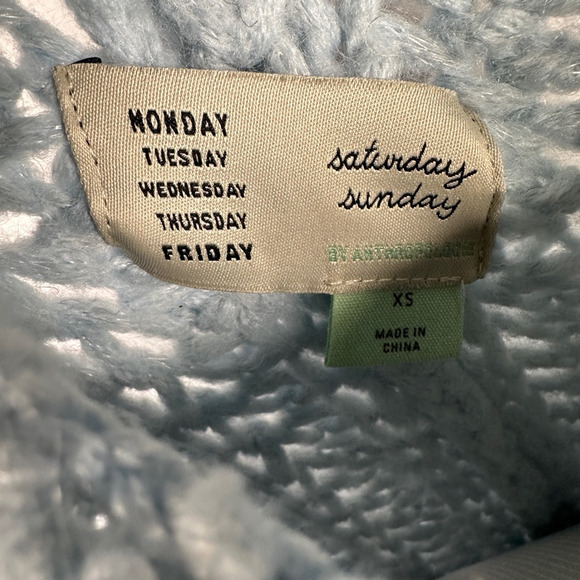 MONDAY
TUESDAY
WEDNESDAY
THURSDAY
FRIDAY
saturday
sunday
BY ANTHROPOLOGIE
XS
MADE IN
CHINA